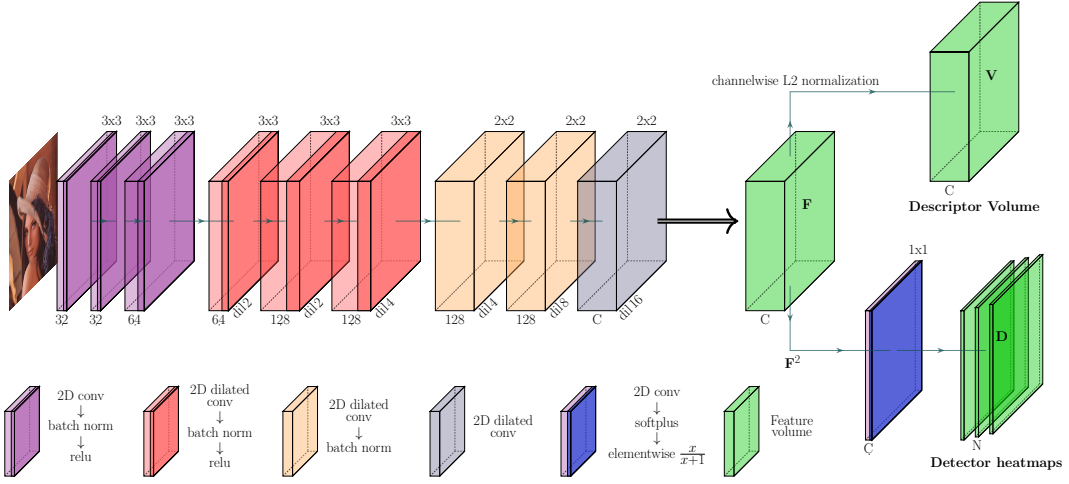 3x3 3x3 3x3 3x3 3x3 3x3 2x2 2x2 2x2
32 32 64 64 dil2 128 dil2 128 dil4 128 dil4 128 dil8 C dil16
channelwise L2 normalization
V
C
Descriptor Volume
F
C
F²
1x1
C
D
N
Detector heatmaps
2D conv
↓
batch norm
↓
relu
2D dilated
conv
↓
batch norm
↓
relu
2D dilated
conv
↓
batch norm
2D dilated
conv
2D conv
↓
softplus
↓
elementwise x/(x+1)
Feature
volume